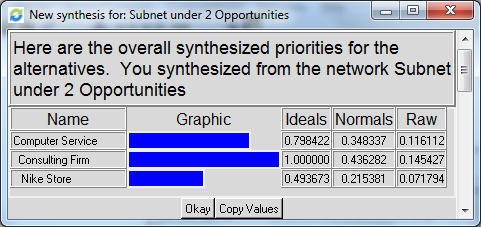 New synthesis for: Subnet under 2 Opportunities
Here are the overall synthesized priorities for the
alternatives. You synthesized from the network Subnet
under 2 Opportunities
Name Graphic Ideals Normals Raw
Computer Service 0.798422 0.348337 0.116112
Consulting Firm 1.000000 0.436282 0.145427
Nike Store 0.493673 0.215381 0.071794
Okay Copy Values